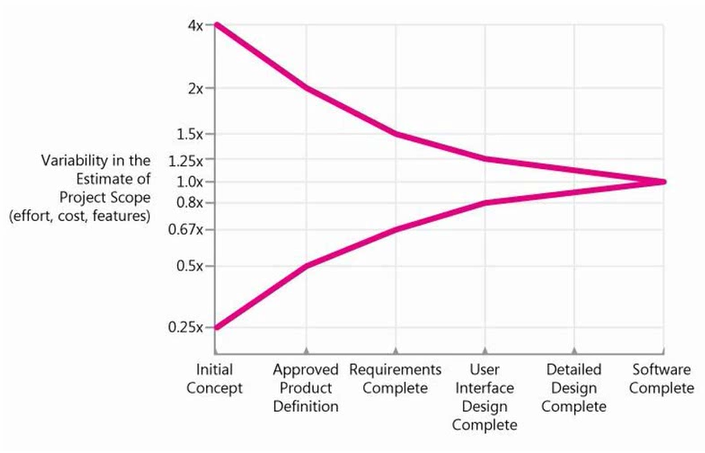 4x
2x
1.5x
1.25x
1.0x
0.8x
0.67x
0.5x
0.25x
Variability in the
Estimate of
Project Scope
(effort, cost, features)
Initial
Concept
Approved
Product
Definition
Requirements
Complete
User
Interface
Design
Complete
Detailed
Design
Complete
Software
Complete